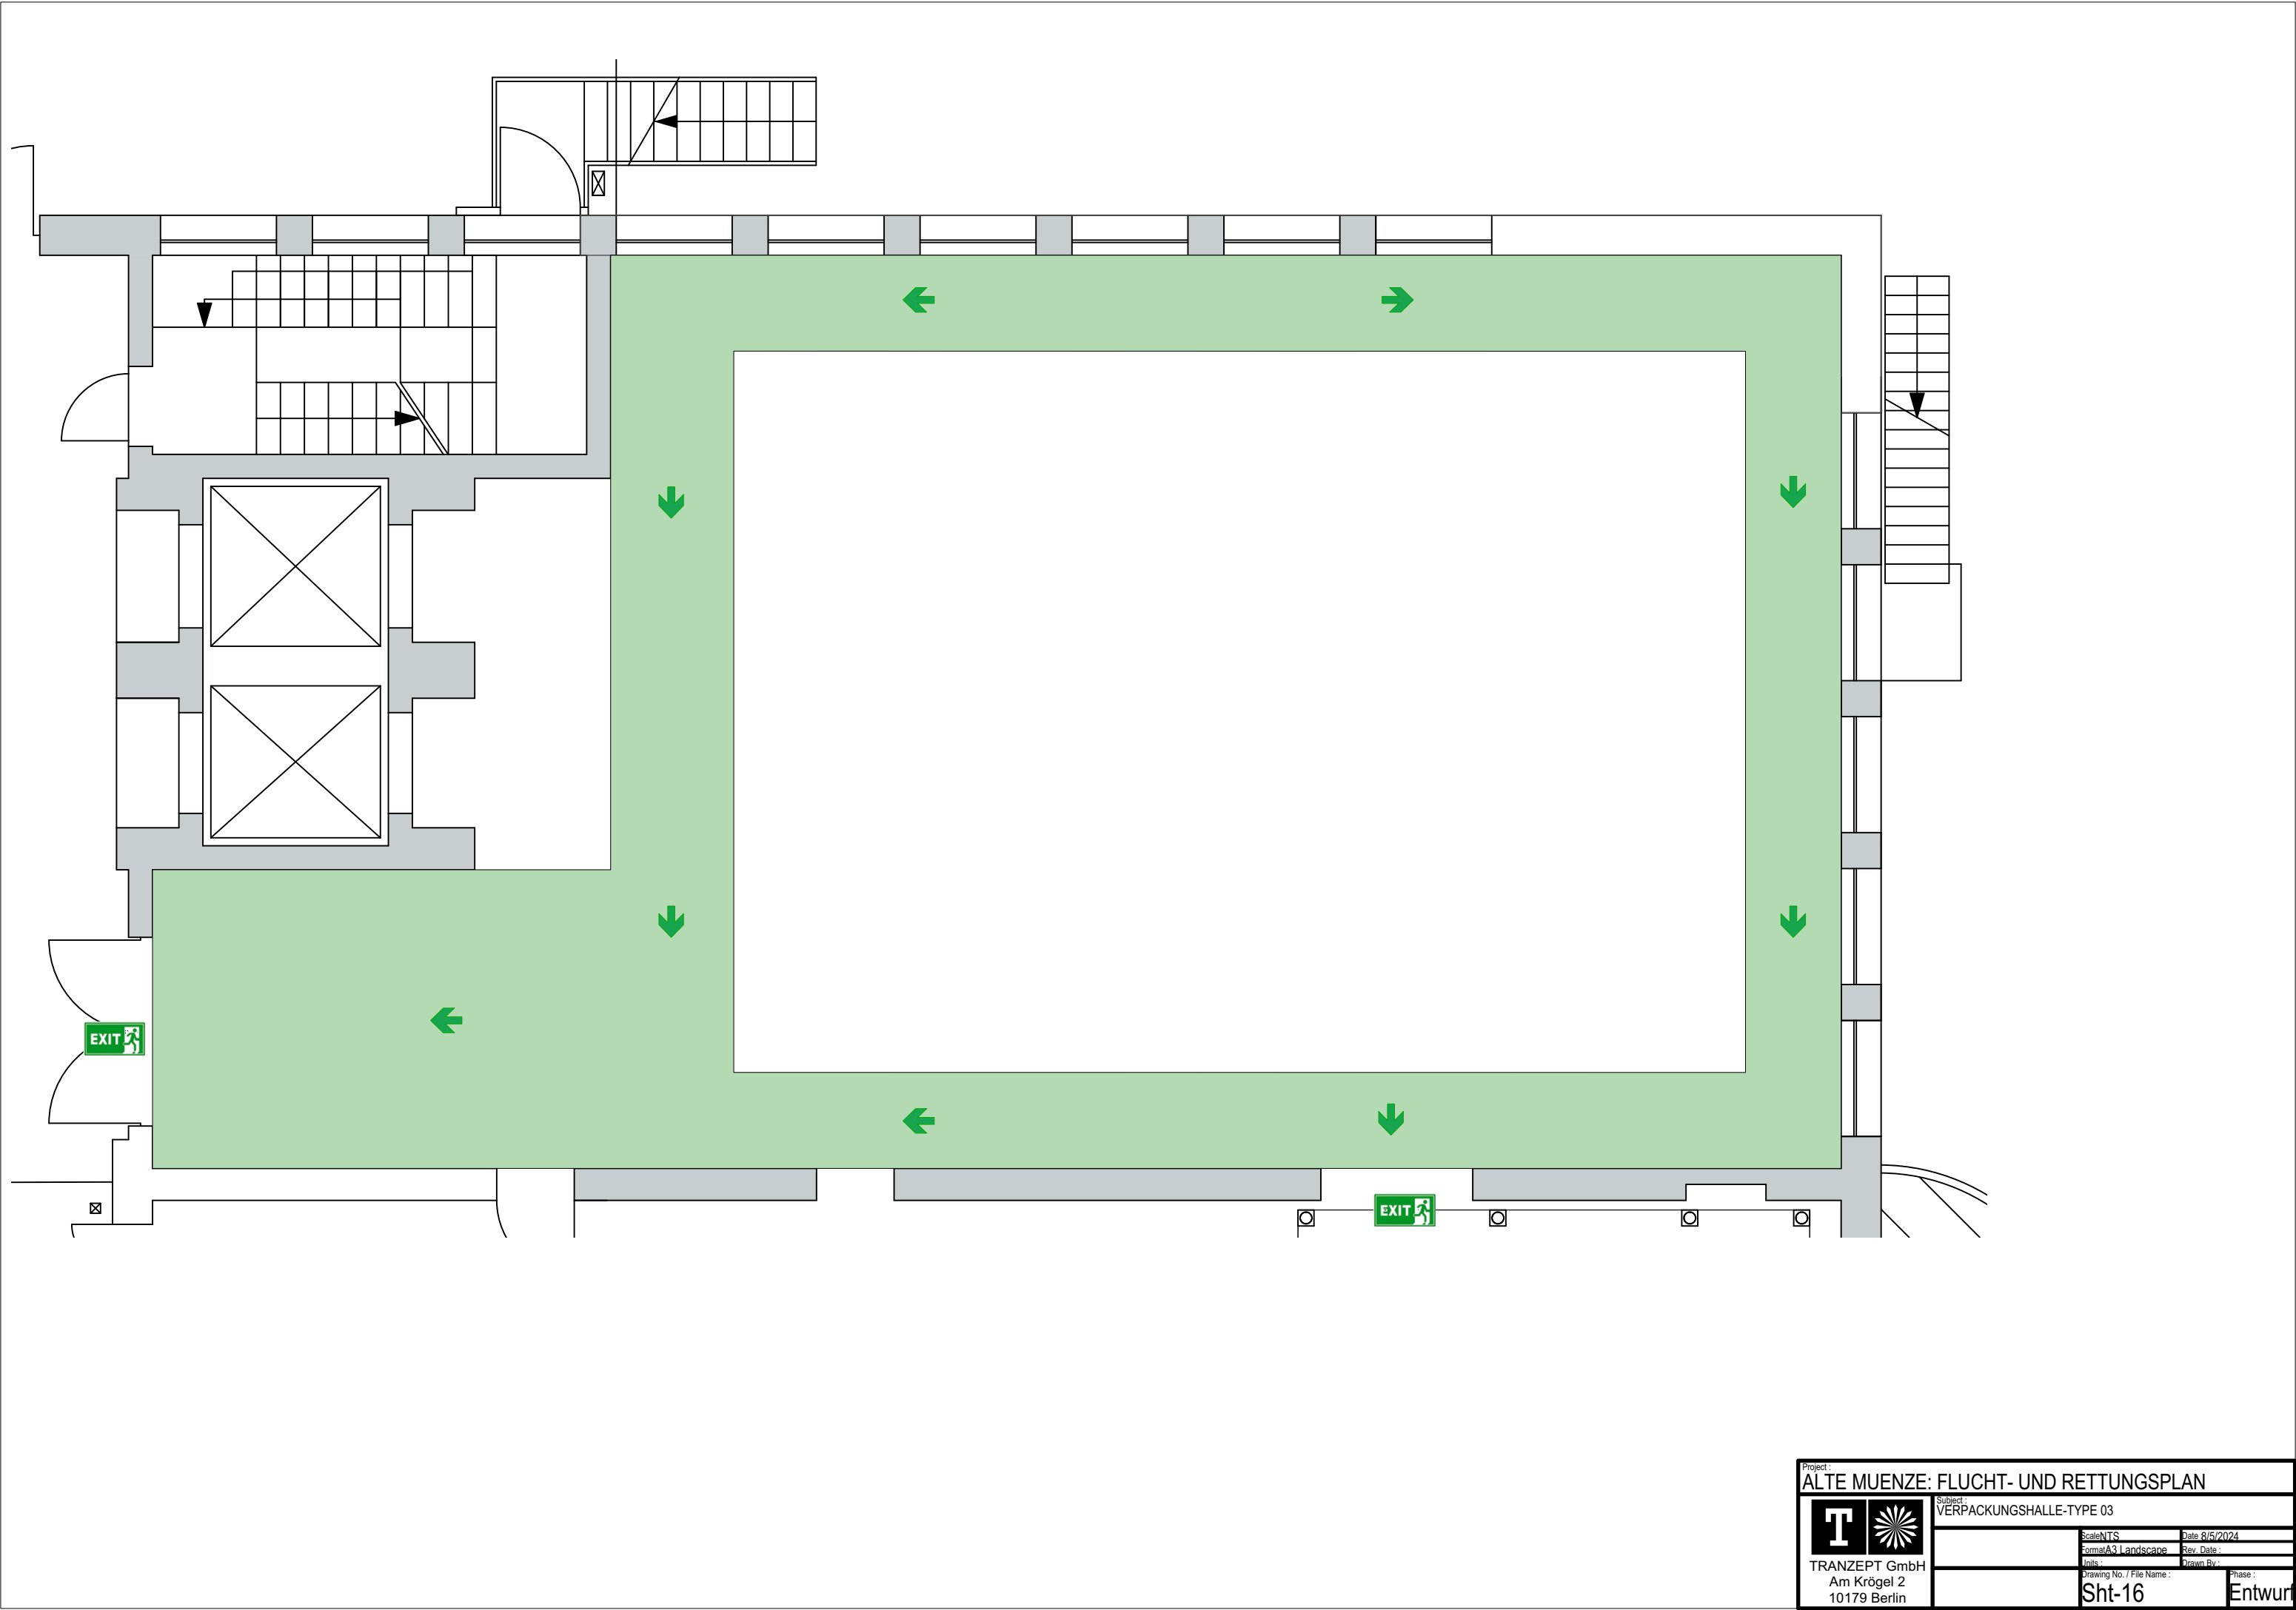 EXIT
EXIT
Project :
ALTE MUENZE: FLUCHT- UND RETTUNGSPLAN
Subject :
VERPACKUNGSHALLE-TYPE 03
Scale NTS
Date 8/5/2024
Format A3 Landscape
Rev. Date :
Units :
Drawn By :
T
TRANZEPT GmbH
Am Krögel 2
10179 Berlin
Drawing No. / File Name :
Sht-16
Phase :
Entwurf